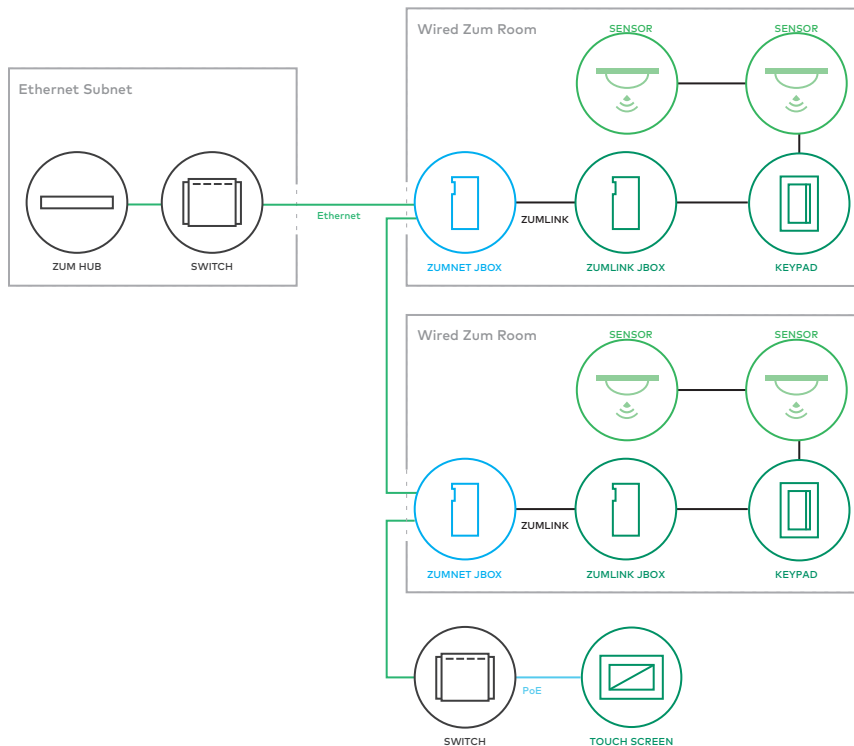 Ethernet Subnet
ZUM HUB
SWITCH
Ethernet
Wired Zum Room
SENSOR
SENSOR
ZUMNET JBOX
ZUMLINK
ZUMLINK JBOX
KEYPAD
Wired Zum Room
SENSOR
SENSOR
ZUMNET JBOX
ZUMLINK
ZUMLINK JBOX
KEYPAD
SWITCH
PoE
TOUCH SCREEN